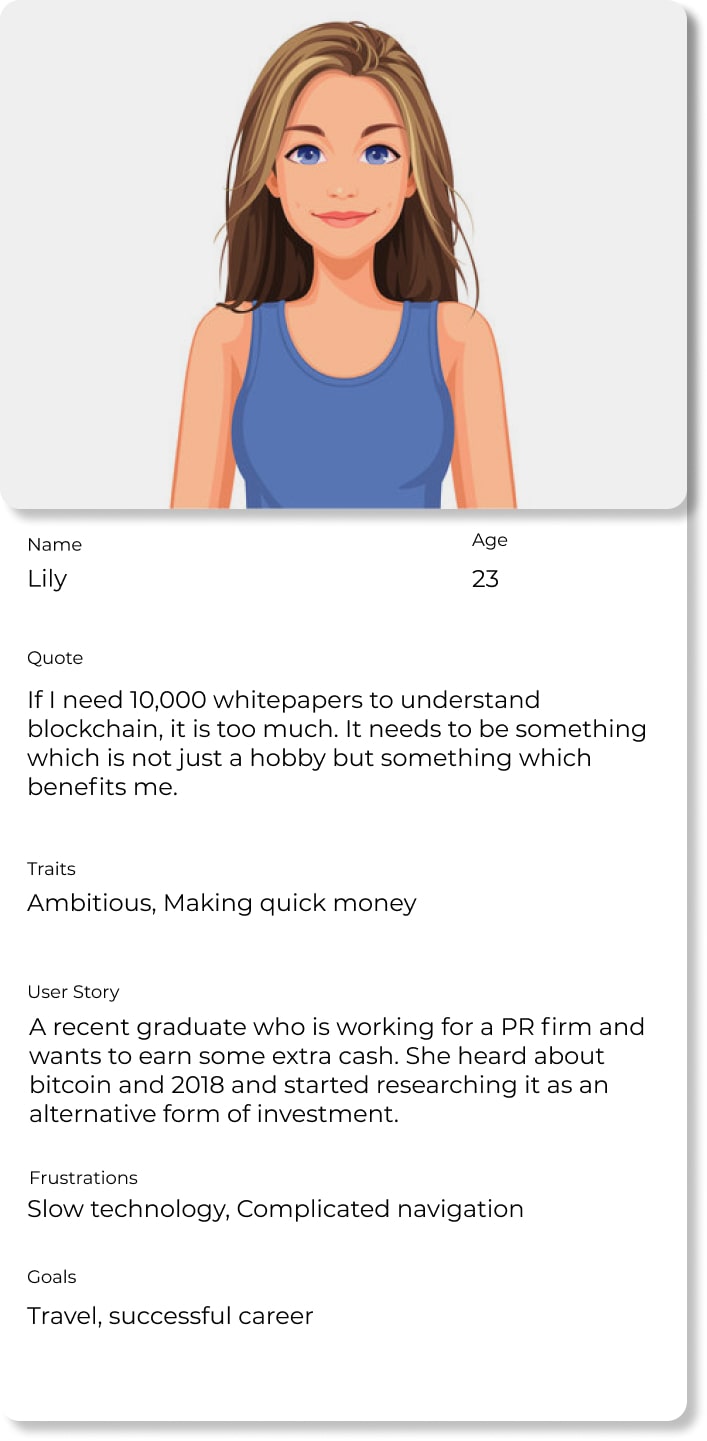 Name
Age
Lily
23
Quote
If I need 10,000 whitepapers to understand
blockchain, it is too much. It needs to be something
which is not just a hobby but something which
benefits me.
Traits
Ambitious, Making quick money
User Story
A recent graduate who is working for a PR firm and
wants to earn some extra cash. She heard about
bitcoin and 2018 and started researching it as an
alternative form of investment.
Frustrations
Slow technology, Complicated navigation
Goals
Travel, successful career